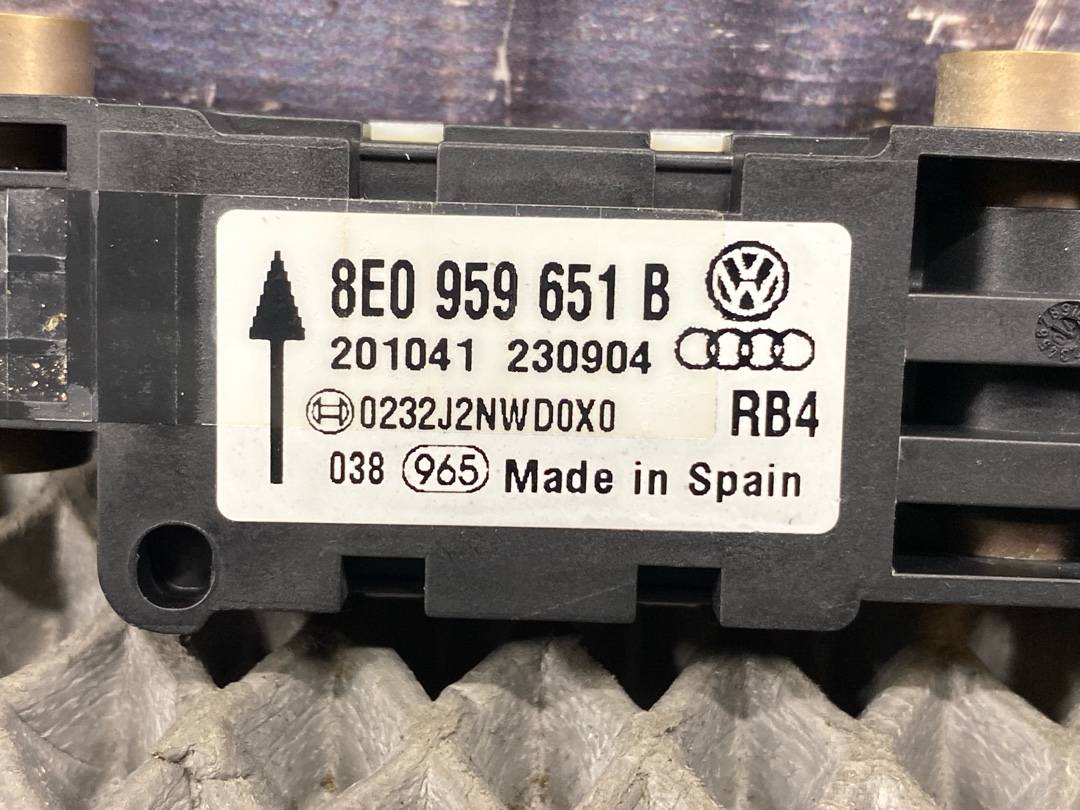 8E0 959 651 B
201041 230904
0232J2NWD0X0 RB4
038 965 Made in Spain